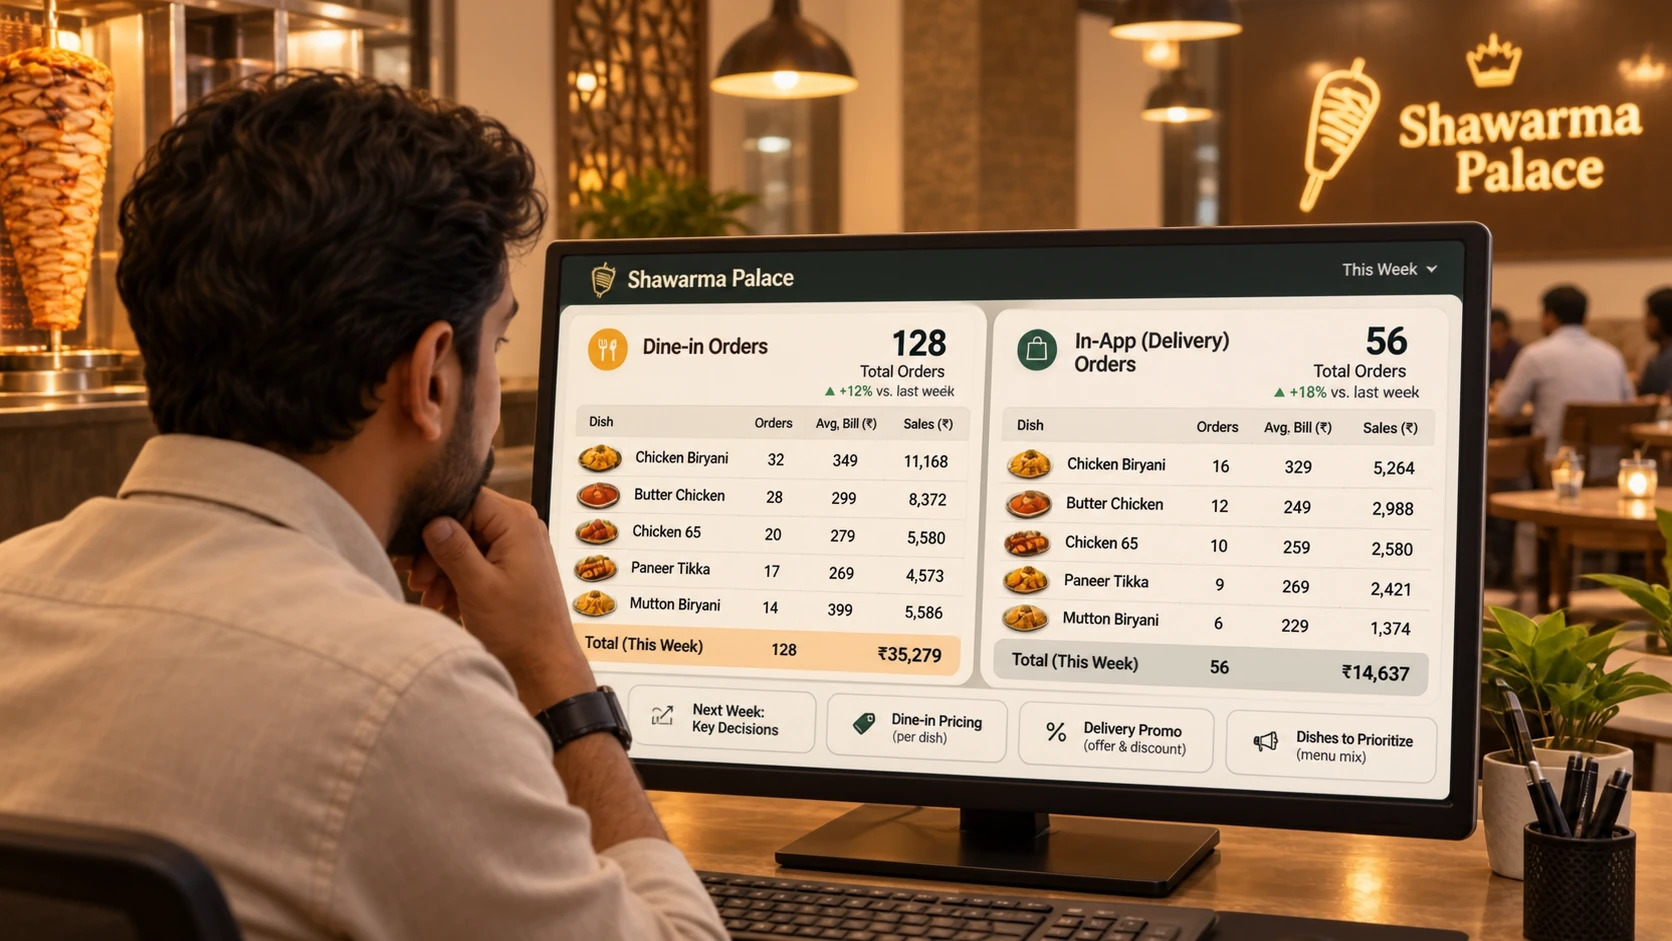 Shawarma
Palace
Shawarma Palace
This Week
Dine-in Orders
128
Total Orders
▲ +12% vs. last week
Dish Orders Avg. Bill (₹) Sales (₹)
Chicken Biryani 32 349 11,168
Butter Chicken 28 299 8,372
Chicken 65 20 279 5,580
Paneer Tikka 17 269 4,573
Mutton Biryani 14 399 5,586
Total (This Week) 128 ₹35,279
In-App (Delivery)
Orders
56
Total Orders
▲ +18% vs. last week
Dish Orders Avg. Bill (₹) Sales (₹)
Chicken Biryani 16 329 5,264
Butter Chicken 12 249 2,988
Chicken 65 10 259 2,580
Paneer Tikka 9 269 2,421
Mutton Biryani 6 229 1,374
Total (This Week) 56 ₹14,637
Next Week:
Key Decisions
Dine-in Pricing
(per dish)
% Delivery Promo
(offer & discount)
Dishes to Prioritize
(menu mix)